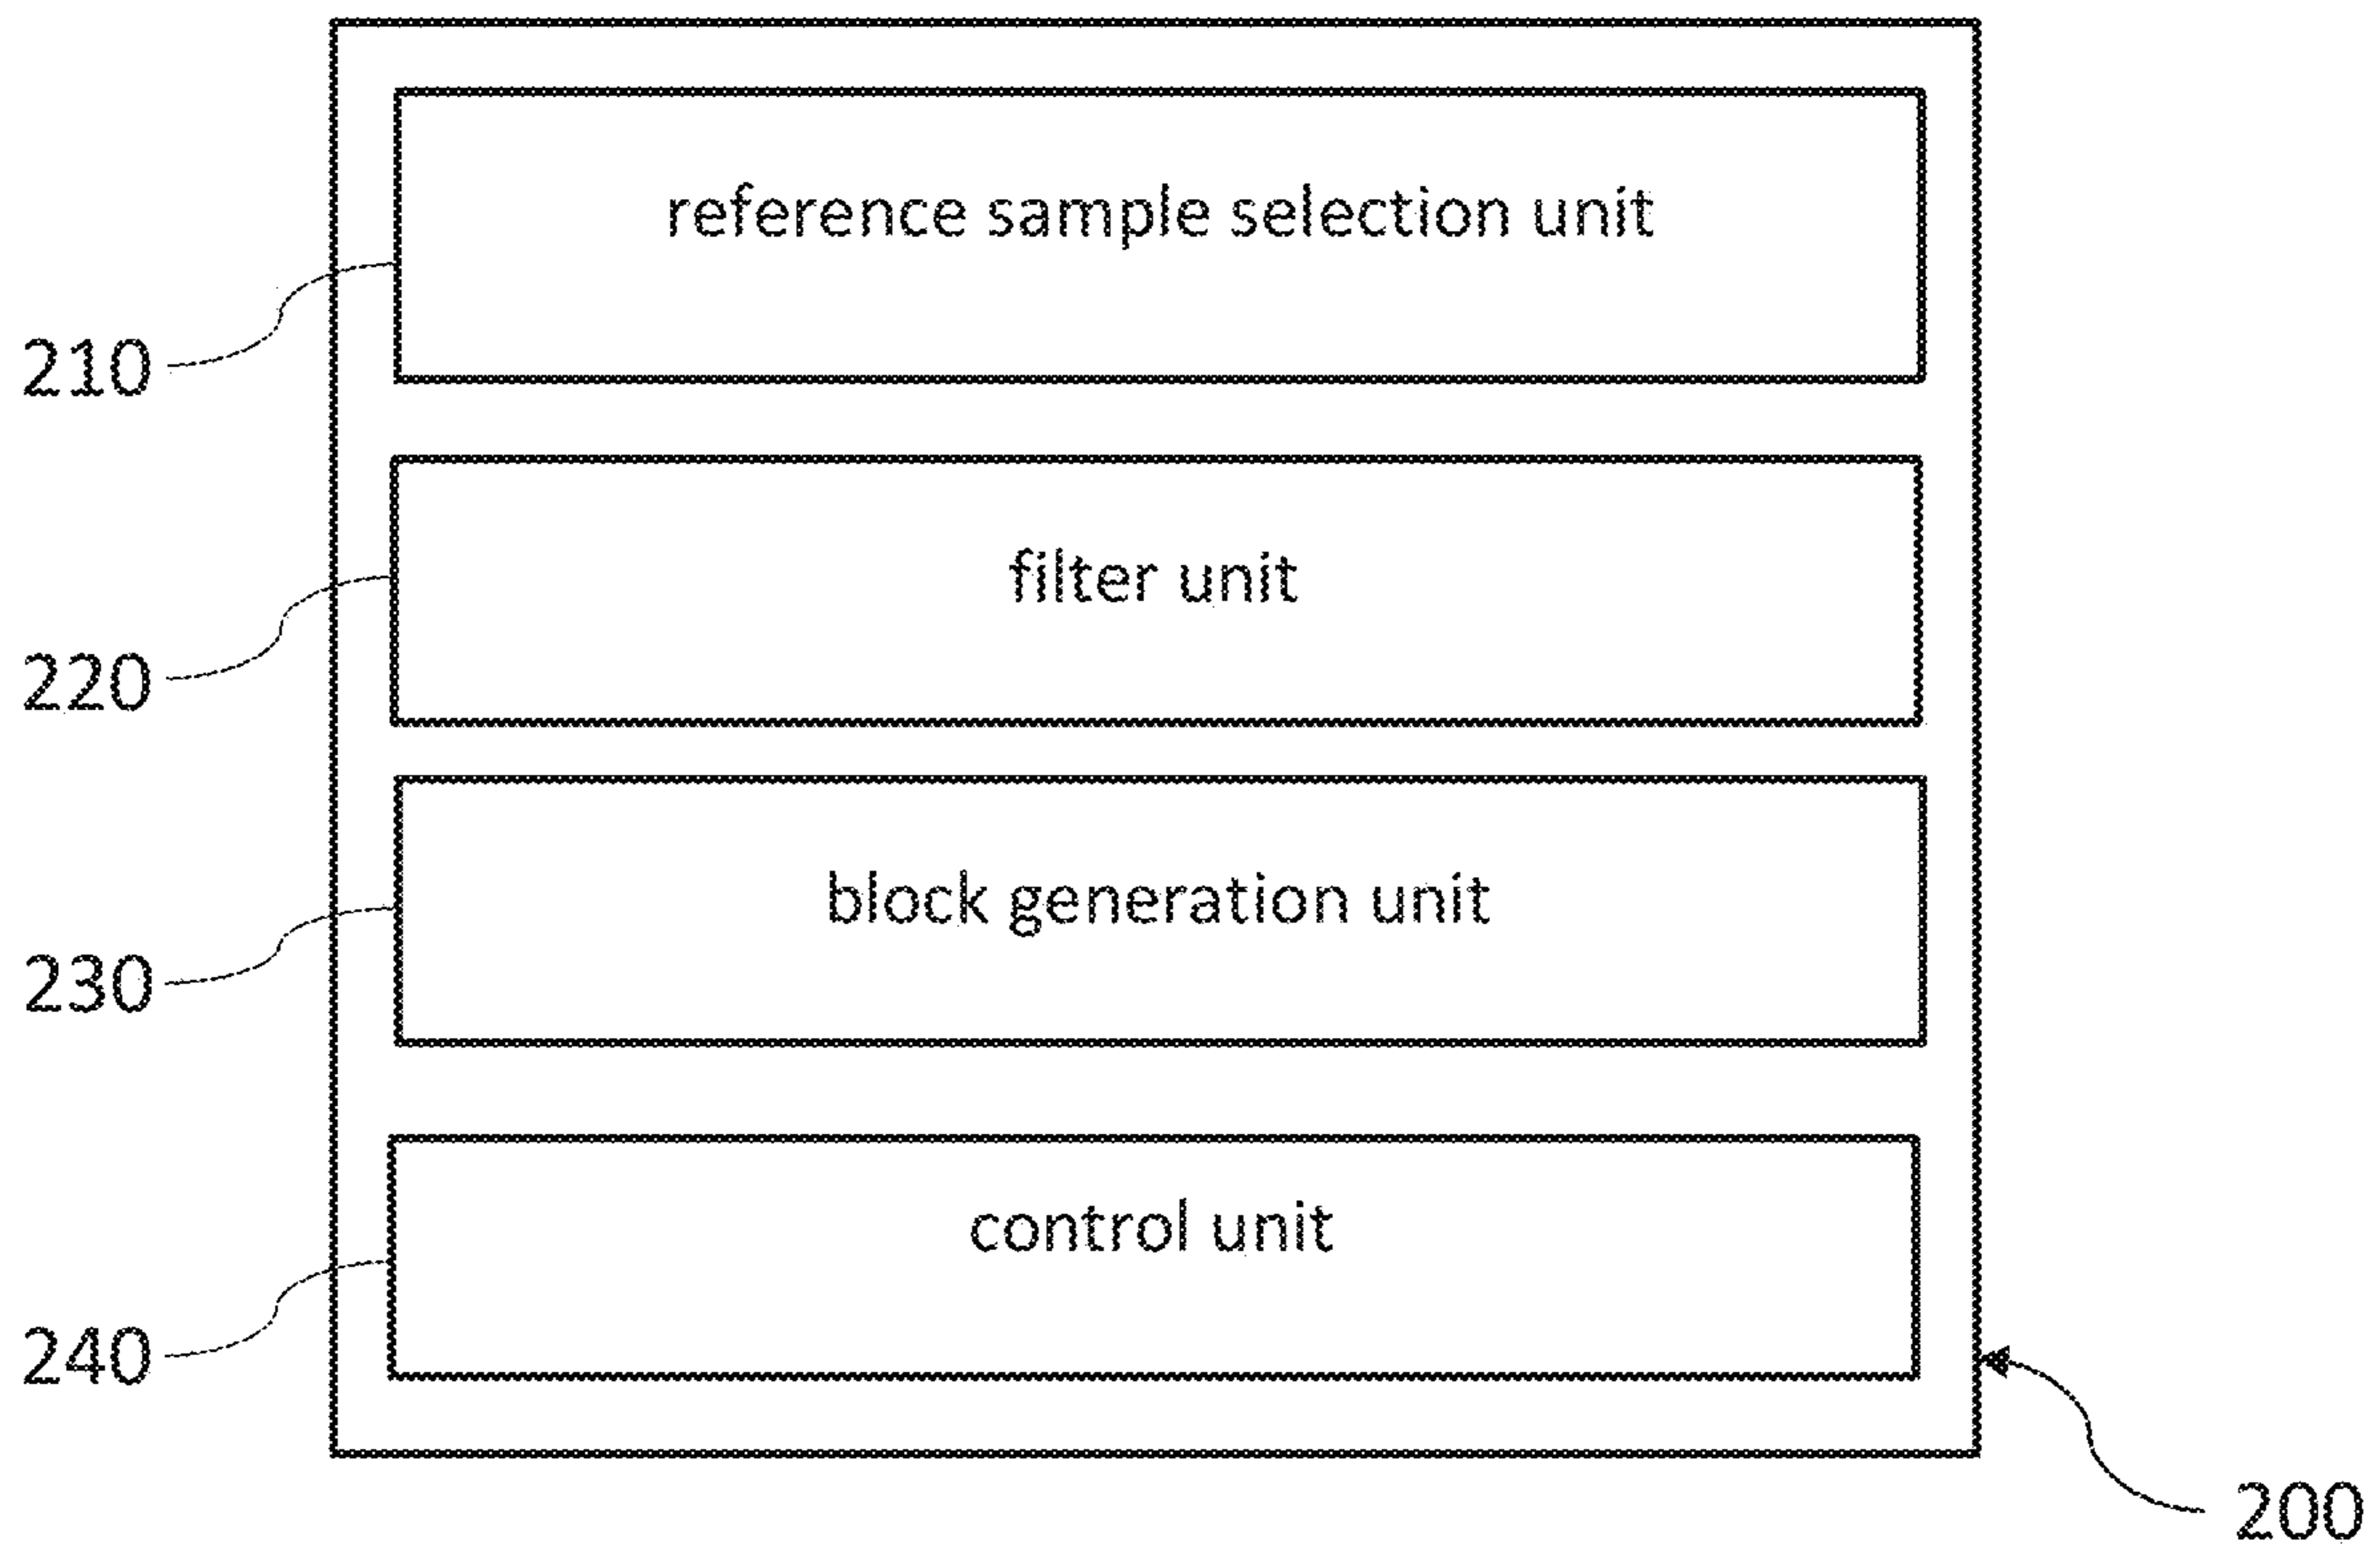 reference sample selection unit
210
filter unit
220
block generation unit
230
control unit
240
200